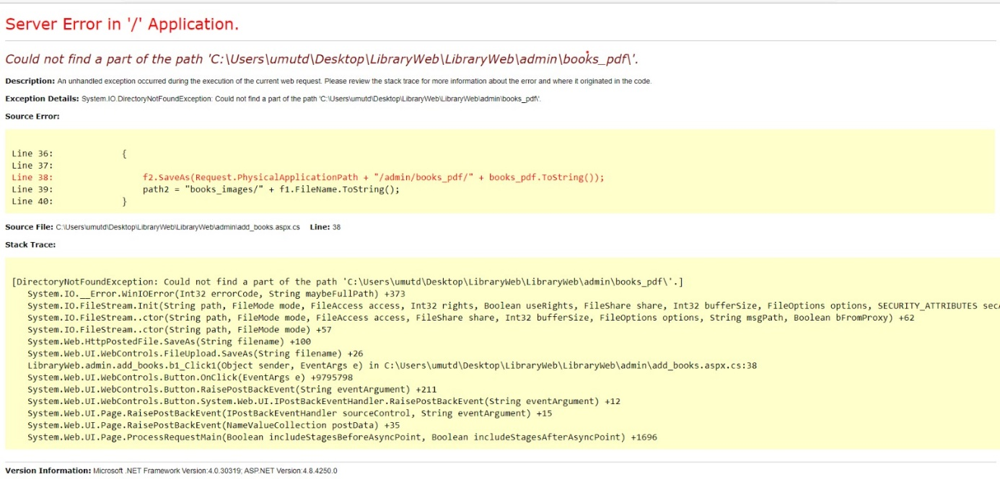 Server Error in '/' Application.
Could not find a part of the path 'C:\Users\umutd\Desktop\LibraryWeb\LibraryWeb\admin\books_pdf\'.
Description: An unhandled exception occurred during the execution of the current web request. Please review the stack trace for more information about the error and where it originated in the code.
Exception Details: System.IO.DirectoryNotFoundException: Could not find a part of the path 'C:\Users\umutd\Desktop\LibraryWeb\LibraryWeb\admin\books_pdf\'.
Source Error:
Line 36:            {
Line 37:
Line 38:                f2.SaveAs(Request.PhysicalApplicationPath + "/admin/books_pdf/" + books_pdf.ToString());
Line 39:                path2 = "books_images/" + f1.FileName.ToString();
Line 40:            }
Source File: C:\Users\umutd\Desktop\LibraryWeb\LibraryWeb\admin\add_books.aspx.cs    Line: 38
Stack Trace:
[DirectoryNotFoundException: Could not find a part of the path 'C:\Users\umutd\Desktop\LibraryWeb\LibraryWeb\admin\books_pdf\'.]
System.IO.__Error.WinIOError(Int32 errorCode, String maybeFullPath) +373
System.IO.FileStream.Init(String path, FileMode mode, FileAccess access, Int32 rights, Boolean useRights, FileShare share, Int32 bufferSize, FileOptions options, SECURITY_ATTRIBUTES
System.IO.FileStream..ctor(String path, FileMode mode, FileAccess access, FileShare share, Int32 bufferSize, FileOptions options, String msgPath, Boolean bFromProxy) +62
System.IO.FileStream..ctor(String path, FileMode mode) +57
System.Web.HttpPostedFile.SaveAs(String filename) +100
System.Web.UI.WebControls.FileUpload.SaveAs(String filename) +26
LibraryWeb.admin.add_books.b1_Click1(Object sender, EventArgs e) in C:\Users\umutd\Desktop\LibraryWeb\LibraryWeb\admin\add_books.aspx.cs:38
System.Web.UI.WebControls.Button.OnClick(EventArgs e) +9795798
System.Web.UI.WebControls.Button.RaisePostBackEvent(String eventArgument) +211
System.Web.UI.WebControls.Button.System.Web.UI.IPostBackEventHandler.RaisePostBackEvent(String eventArgument) +12
System.Web.UI.Page.RaisePostBackEvent(IPostBackEventHandler sourceControl, String eventArgument) +15
System.Web.UI.Page.RaisePostBackEvent(NameValueCollection postData) +35
System.Web.UI.Page.ProcessRequestMain(Boolean includeStagesBeforeAsyncPoint, Boolean includeStagesAfterAsyncPoint) +1696
Version Information: Microsoft .NET Framework Version:4.0.30319; ASP.NET Version:4.8.4250.0